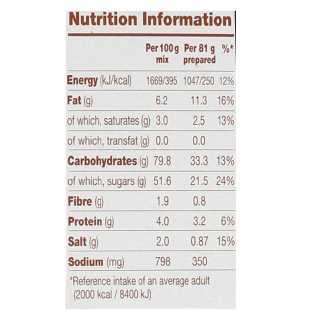 Nutrition Information
Per 100 g Per 81 g %*
mix prepared
Energy (kJ/kcal) 1669/395 1047/250 12%
Fat (g) 6.2 11.3 16%
of which, saturates (g) 3.0 2.5 13%
of which, transfat (g) 0.0 0.0
Carbohydrates (g) 79.8 33.3 13%
of which, sugars (g) 51.6 21.5 24%
Fibre (g) 1.9 0.8
Protein (g) 4.0 3.2 6%
Salt (g) 2.0 0.87 15%
Sodium (mg) 798 350
*Reference intake of an average adult
(2000 kcal / 8400 kJ)